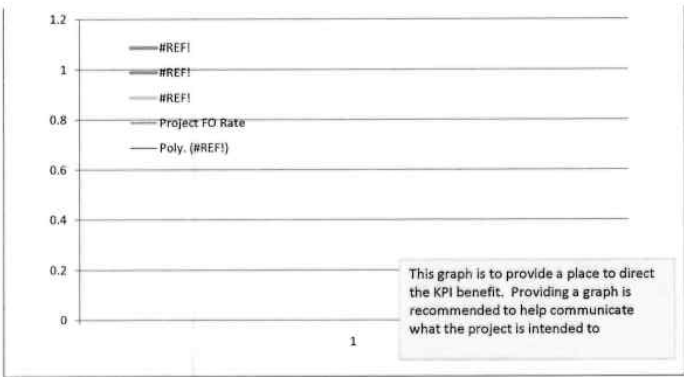 1.2
#REF!
1
#REF!
#REF!
0.8
Project FO Rate
Poly. (#REF!)
0.6
0.4
0.2
0
1
This graph is to provide a place to direct
the KPI benefit. Providing a graph is
recommended to help communicate
what the project is intended to